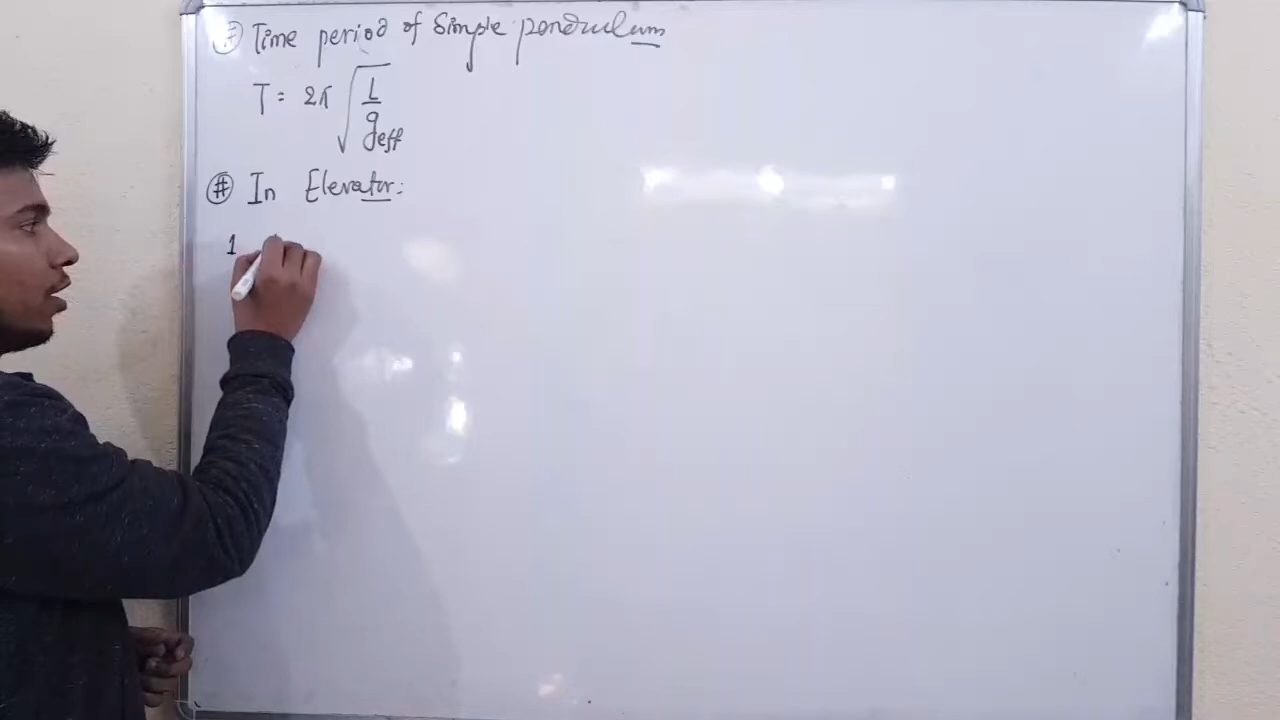 # Time period of Simple pendulum
T = 2π √(L/g_eff)
# In Elevator:
1